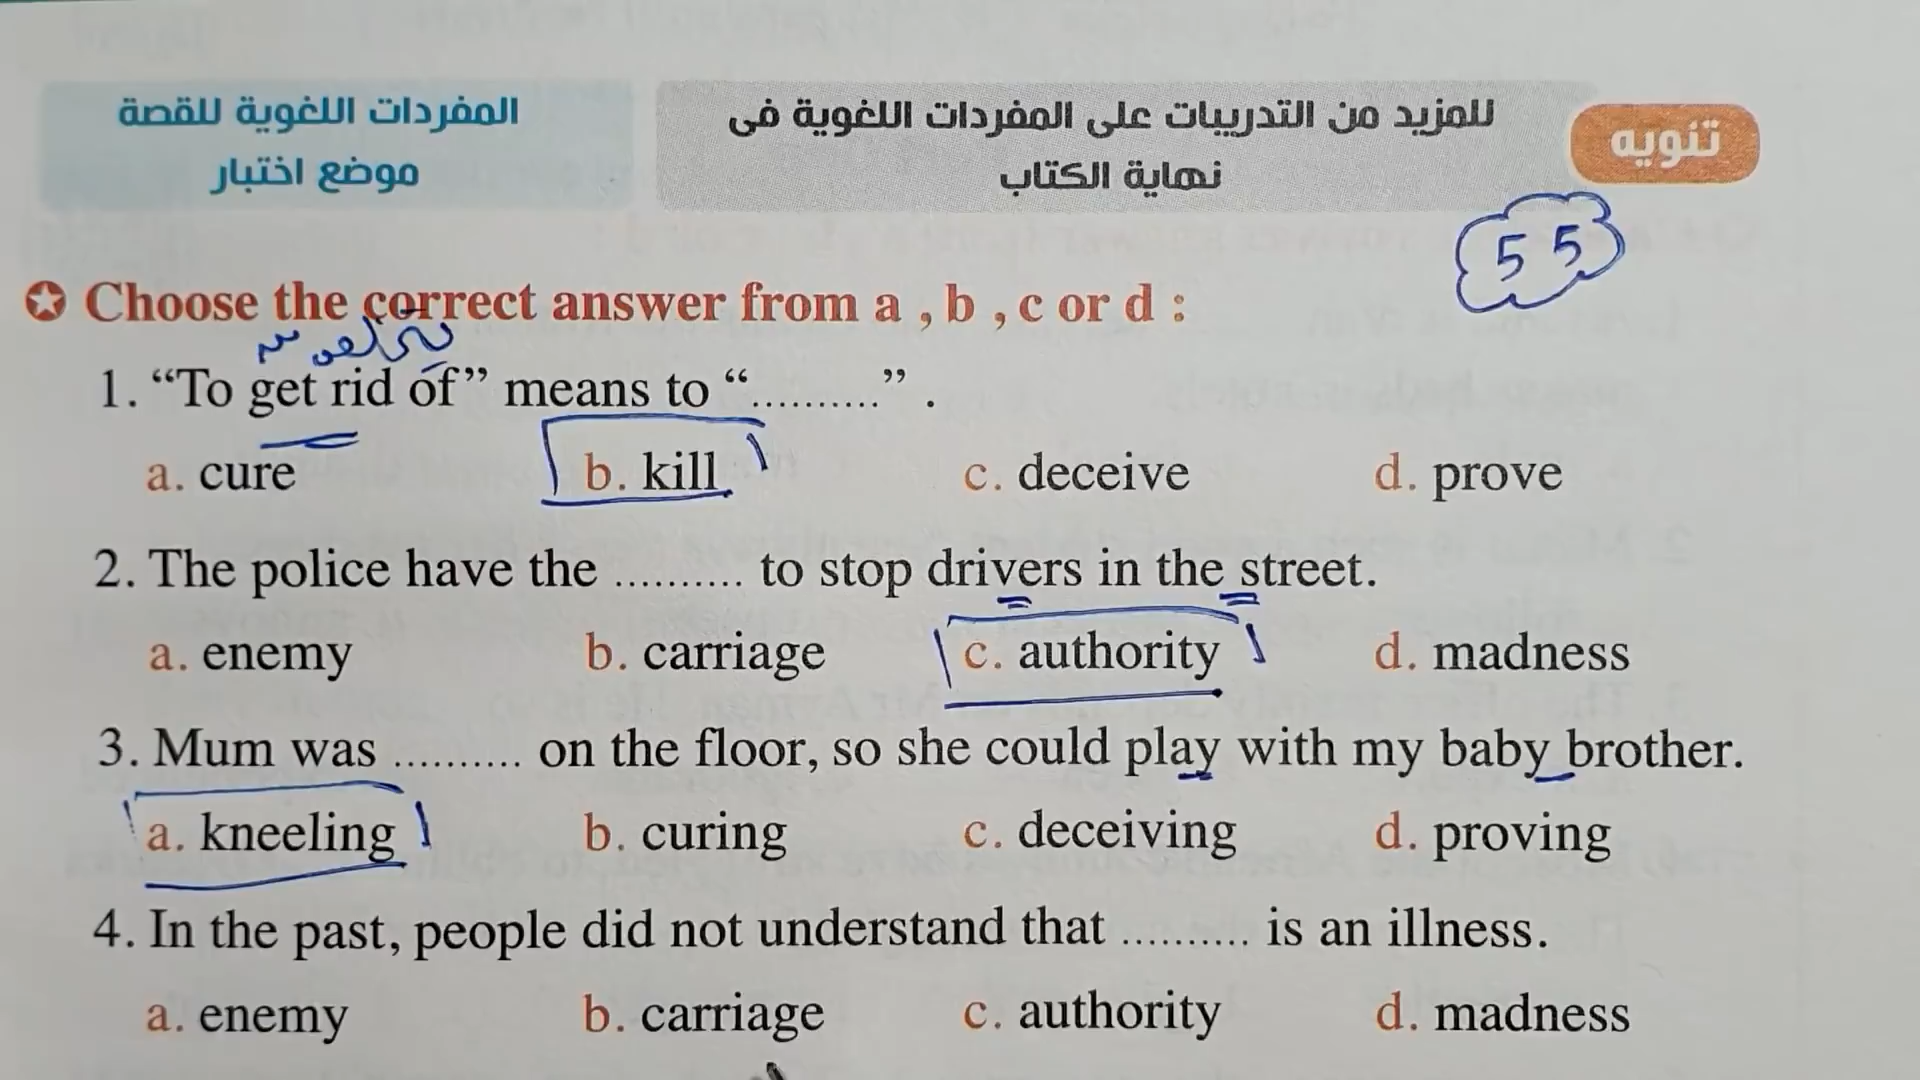 المفردات اللغوية للقصة
موضع اختبار
للمزيد من التدريبات على المفردات اللغوية فى
نهاية الكتاب
تنويه
55
Choose the correct answer from a , b , c or d :
يتخلص من
1. “To get rid of” means to “..........” .
a. cure b. kill c. deceive d. prove
2. The police have the .......... to stop drivers in the street.
a. enemy b. carriage c. authority d. madness
3. Mum was .......... on the floor, so she could play with my baby brother.
a. kneeling b. curing c. deceiving d. proving
4. In the past, people did not understand that .......... is an illness.
a. enemy b. carriage c. authority d. madness